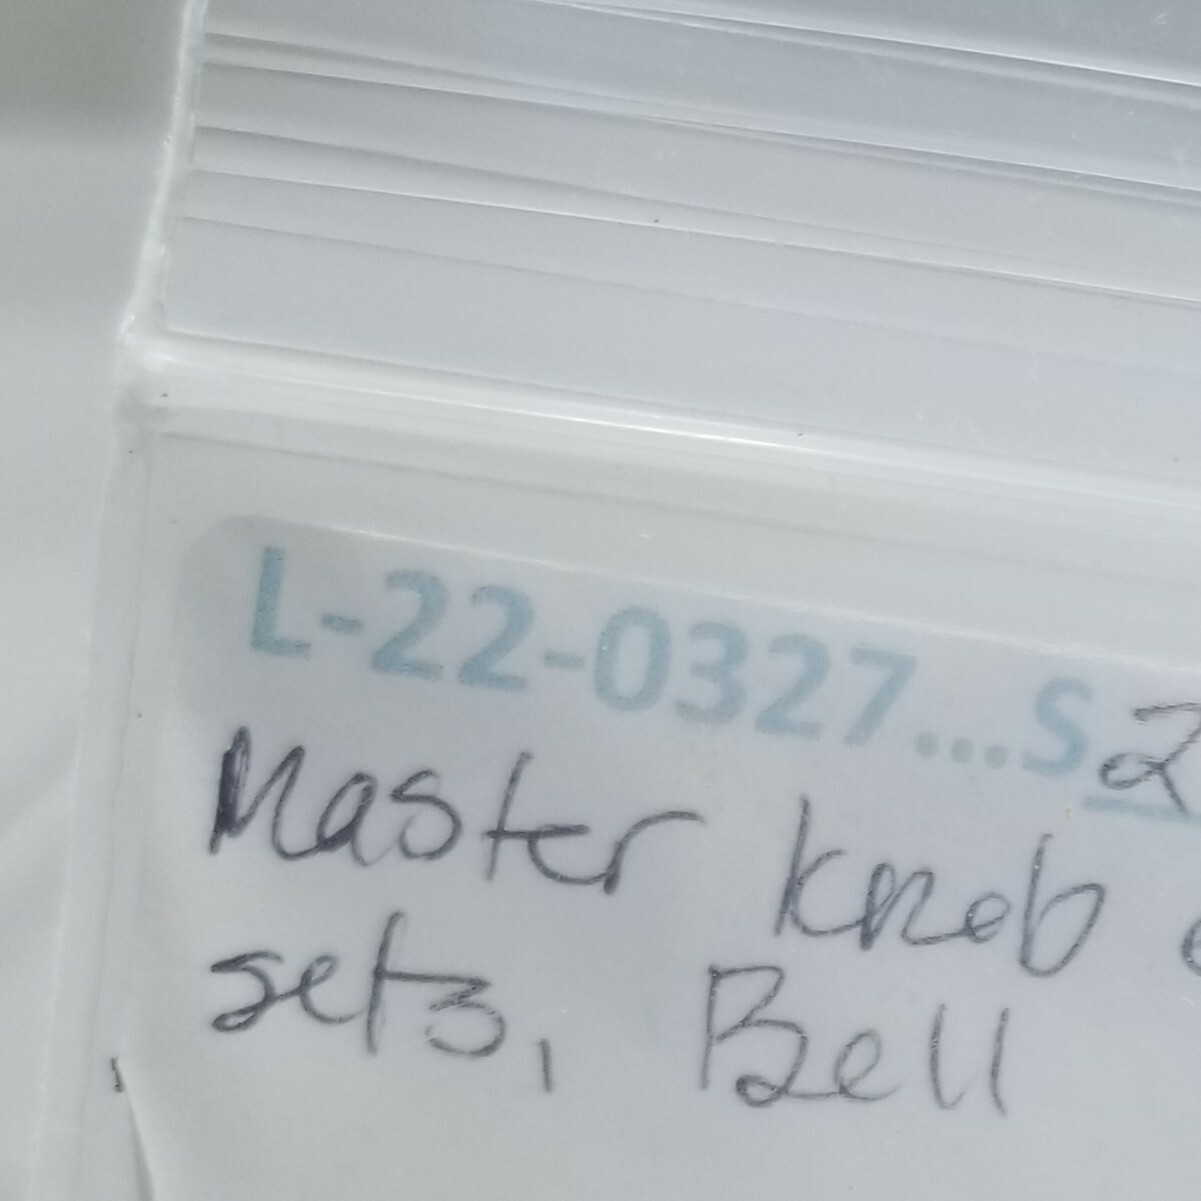 L-22-0327...S2
Master knob
sets, Bell